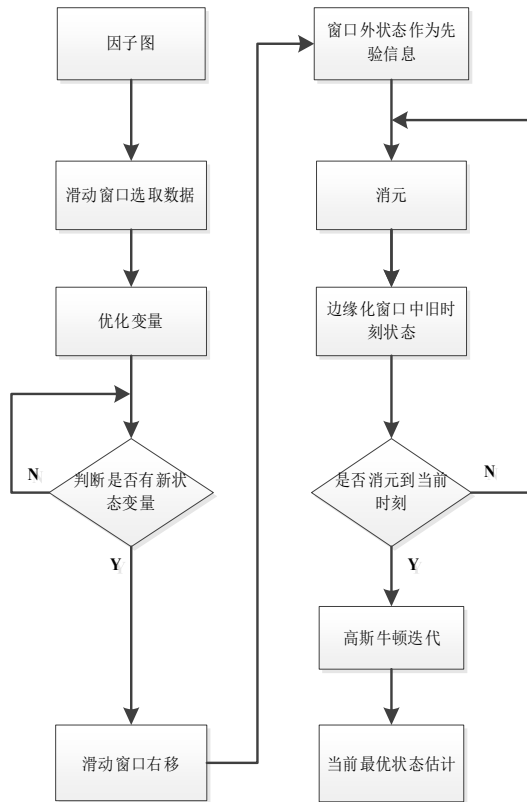 因子图
滑动窗口选取数据
优化变量
N
判断是否有新状
态变量
Y
滑动窗口右移
窗口外状态作为先
验信息
消元
边缘化窗口中旧时
刻状态
是否消元到当前
时刻
N
Y
高斯牛顿迭代
当前最优状态估计